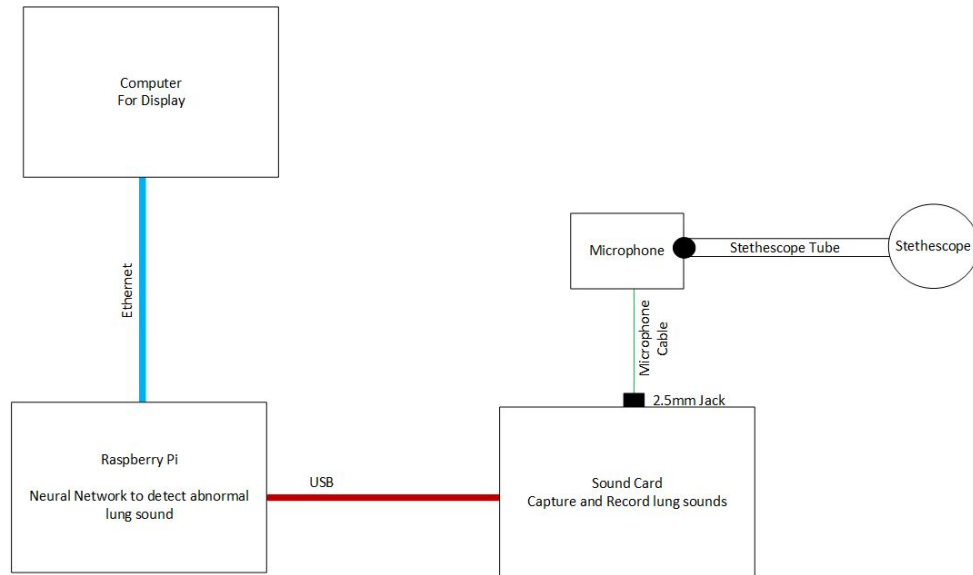 Computer
For Display
Ethernet
Microphone
Stethescope Tube
Stethescope
Microphone
Cable
2.5mm Jack
Raspberry Pi
Neural Network to detect abnormal
lung sound
USB
Sound Card
Capture and Record lung sounds